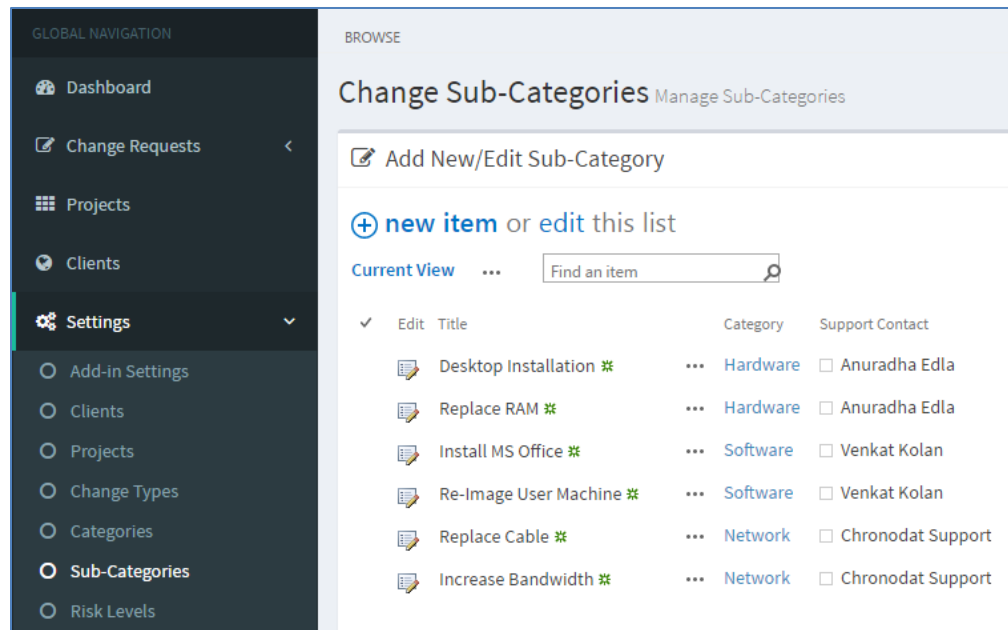 GLOBAL NAVIGATION
Dashboard
Change Requests
Projects
Clients
Settings
Add-in Settings
Clients
Projects
Change Types
Categories
Sub-Categories
Risk Levels
BROWSE
Change Sub-Categories Manage Sub-Categories
Add New/Edit Sub-Category
new item or edit this list
Current View ... Find an item
Edit Title Category Support Contact
Desktop Installation ... Hardware Anuradha Edla
Replace RAM ... Hardware Anuradha Edla
Install MS Office ... Software Venkat Kolan
Re-Image User Machine ... Software Venkat Kolan
Replace Cable ... Network Chronodat Support
Increase Bandwidth ... Network Chronodat Support